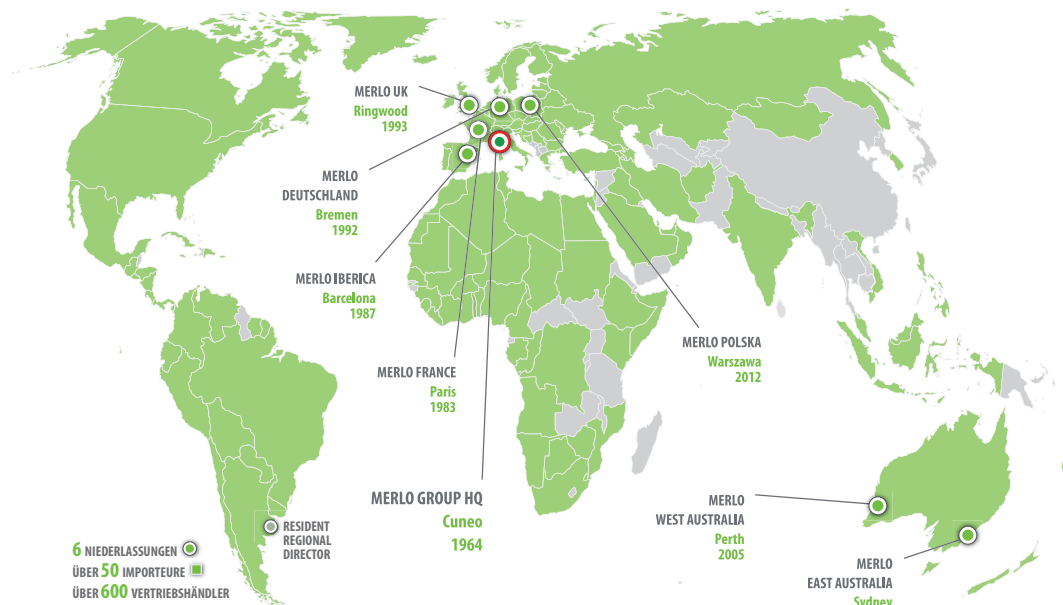 MERLO UK
Ringwood
1993
MERLO
DEUTSCHLAND
Bremen
1992
MERLO IBERICA
Barcelona
1987
MERLO FRANCE
Paris
1983
MERLO GROUP HQ
Cuneo
1964
MERLO POLSKA
Warszawa
2012
MERLO
WEST AUSTRALIA
Perth
2005
MERLO
EAST AUSTRALIA
Sydney
RESIDENT
REGIONAL
DIRECTOR
6 NIEDERLASSUNGEN
ÜBER 50 IMPORTEURE
ÜBER 600 VERTRIEBSHÄNDLER